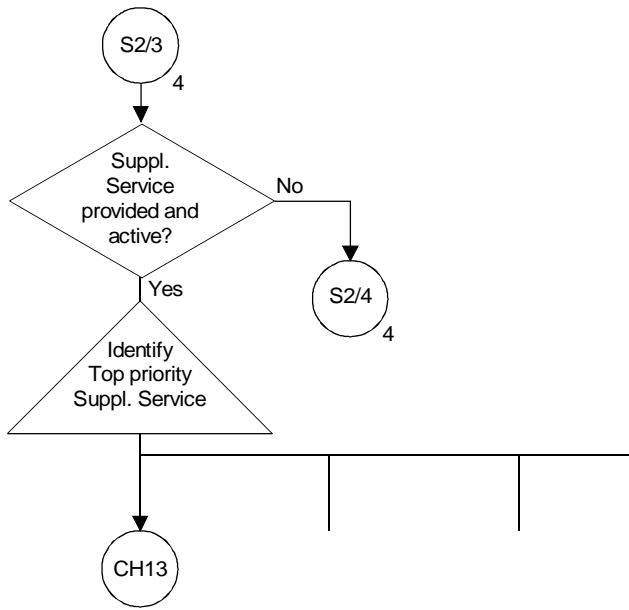 S2/3
4
Suppl.
Service
provided and
active?
No
Yes
S2/4
4
Identify
Top priority
Suppl. Service
CH13